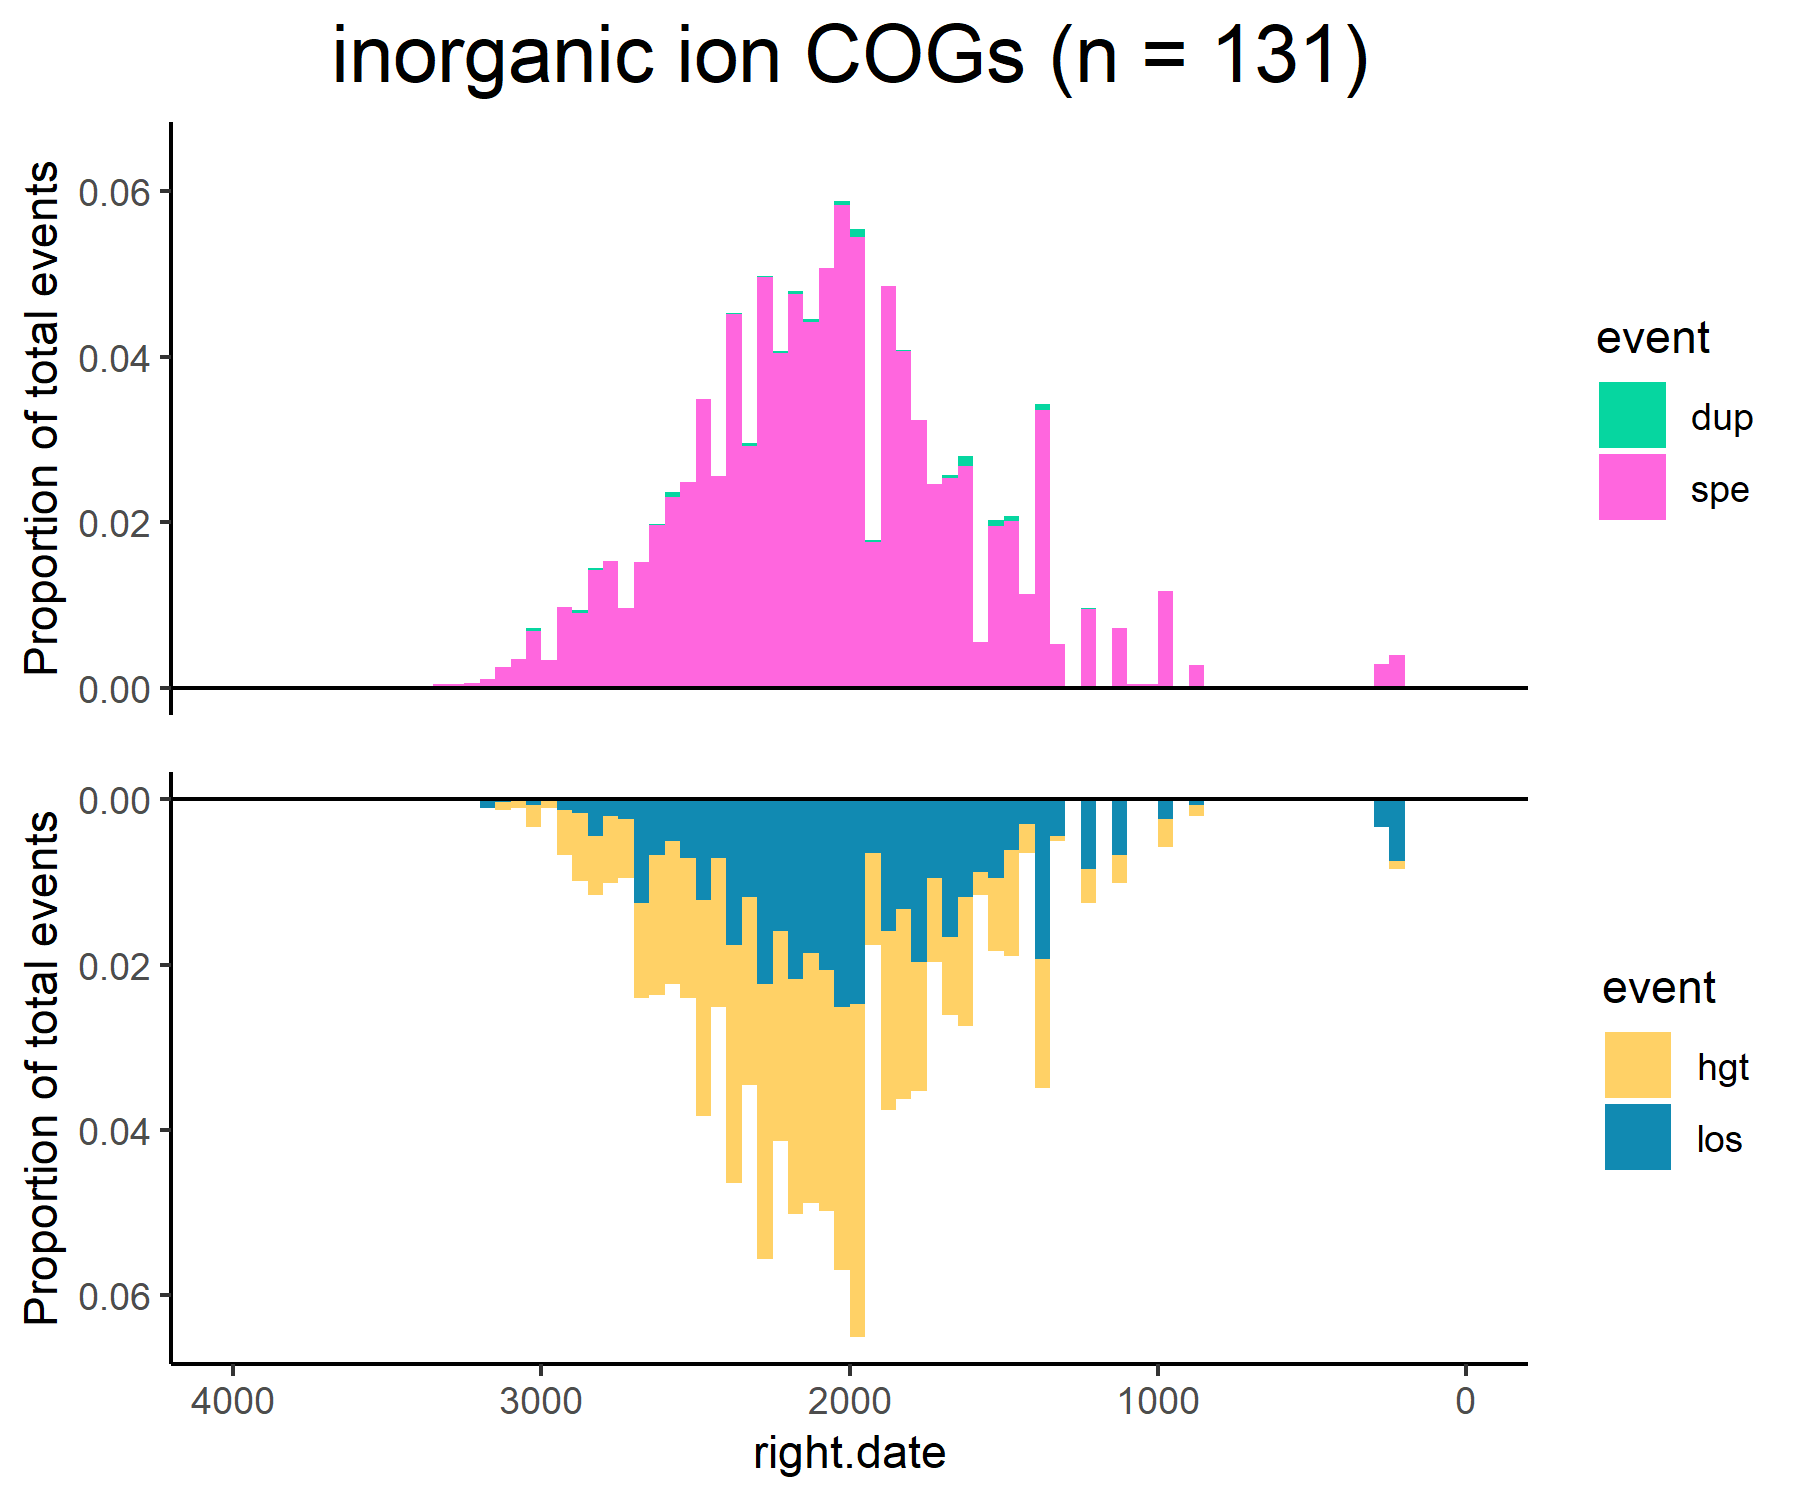 inorganic ion COGs (n = 131)
Proportion of total events
0.06
0.04
0.02
0.00
event
dup
spe
Proportion of total events
0.00
0.02
0.04
0.06
event
hgt
los
4000 3000 2000 1000 0
right.date